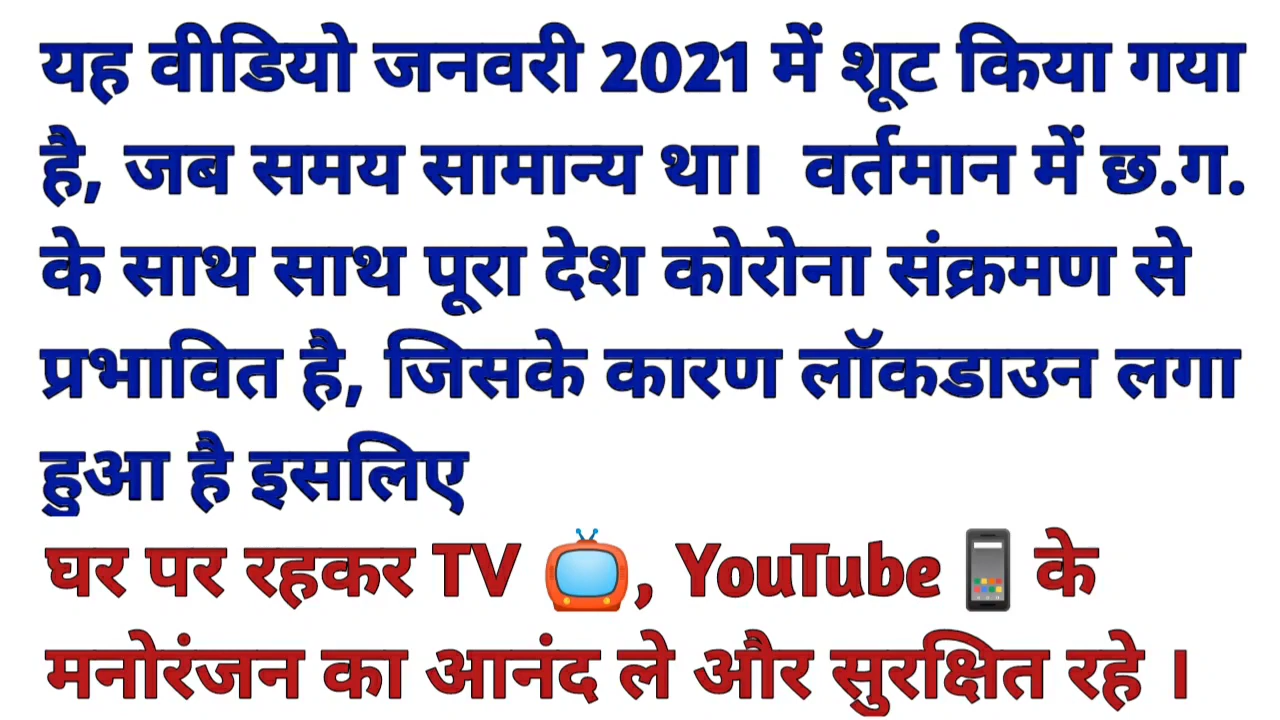 यह वीडियो जनवरी 2021 में शूट किया गया
है, जब समय सामान्य था।  वर्तमान में छ.ग.
के साथ साथ पूरा देश कोरोना संक्रमण से
प्रभावित है, जिसके कारण लॉकडाउन लगा
हुआ है इसलिए
घर पर रहकर TV 📺, YouTube 📱 के
मनोरंजन का आनंद ले और सुरक्षित रहे ।